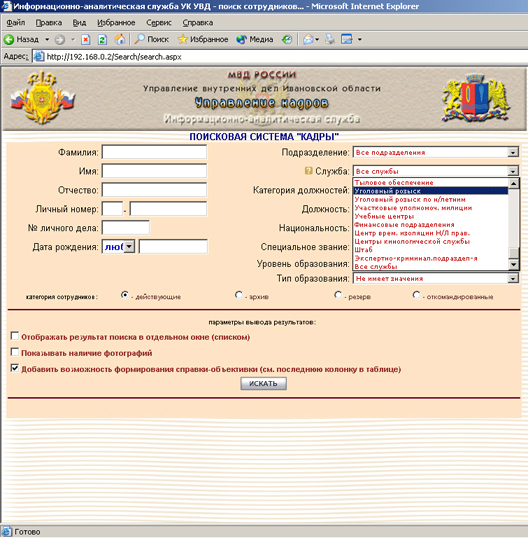 Информационно-аналитическая служба УК УВД - поиск сотрудников... - Microsoft Internet Explorer
Файл Правка Вид Избранное Сервис Справка
Назад Поиск Избранное Медиа
Адрес: http://192.168.0.2/Search/search.aspx
МВД РОССИИ
Управление внутренних дел Ивановской области
Управление кадров
Информационно-аналитическая служба
ПОИСКОВАЯ СИСТЕМА "КАДРЫ"
Фамилия: Подразделение: Все подразделения
Имя: Служба: Все службы
Тыловое обеспечение
Отчество: Категория должностей: Уголовный розыск
Уголовный розыск по н/летним
Личный номер: - Должность: Участковые уполномоч. милиции
Учебные центры
№ личного дела: Национальность: Финансовые подразделения
Центр врем. изоляции Н/Л прав.
Дата рождения: люб Специальное звание: Центры кинологической службы
Штаб
Уровень образования: Экспертно-криминал.подраздел-я
Все службы
Тип образования: Не имеет значения
категория сотрудников: - действующие - архив - резерв - откомандированные
параметры вывода результатов:
Отображать результат поиска в отдельном окне (списком)
Показывать наличие фотографий
Добавить возможность формирования справки-объективки (см. последнюю колонку в таблице)
ИСКАТЬ
Готово